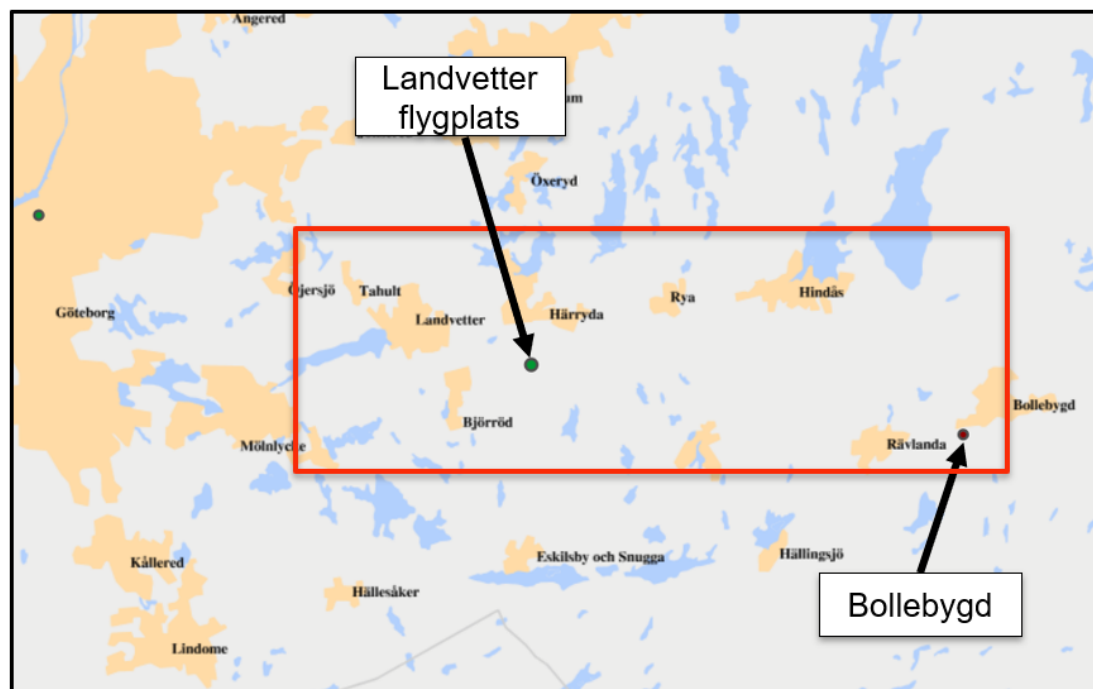 Angered
Landvetter
flygplats
Öxeryd
Öjersjö
Tahult
Göteborg
Landvetter
Härryda
Rya
Hindås
Björröd
Bollebygd
Mölnlycke
Rävlanda
Kållered
Eskilsby och Snugga
Hällingsjö
Hällesåker
Bollebygd
Lindome